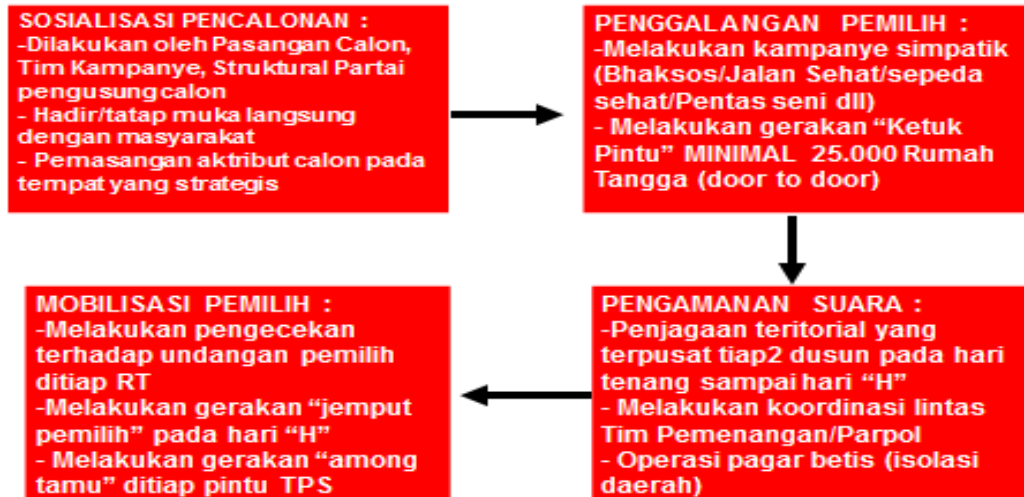 SOSIALISASI PENCALONAN :
-Dilakukan oleh Pasangan Calon,
Tim Kampanye, Struktural Partai
pengusung calon
- Hadir/tatap muka langsung
dengan masyarakat
- Pemasangan aktribut calon pada
tempat yang strategis
PENGGALANGAN PEMILIH :
-Melakukan kampanye simpatik
(Bhaksos/Jalan Sehat/sepeda
sehat/Pentas seni dll)
- Melakukan gerakan “Ketuk
Pintu” MINIMAL 25.000 Rumah
Tangga (door to door)
PENGAMANAN SUARA :
-Penjagaan teritorial yang
terpusat tiap2 dusun pada hari
tenang sampai hari “H”
- Melakukan koordinasi lintas
Tim Pemenangan/Parpol
- Operasi pagar betis (isolasi
daerah)
MOBILISASI PEMILIH :
-Melakukan pengecekan
terhadap undangan pemilih
ditiap RT
-Melakukan gerakan “jemput
pemilih” pada hari “H”
- Melakukan gerakan “among
tamu” ditiap pintu TPS